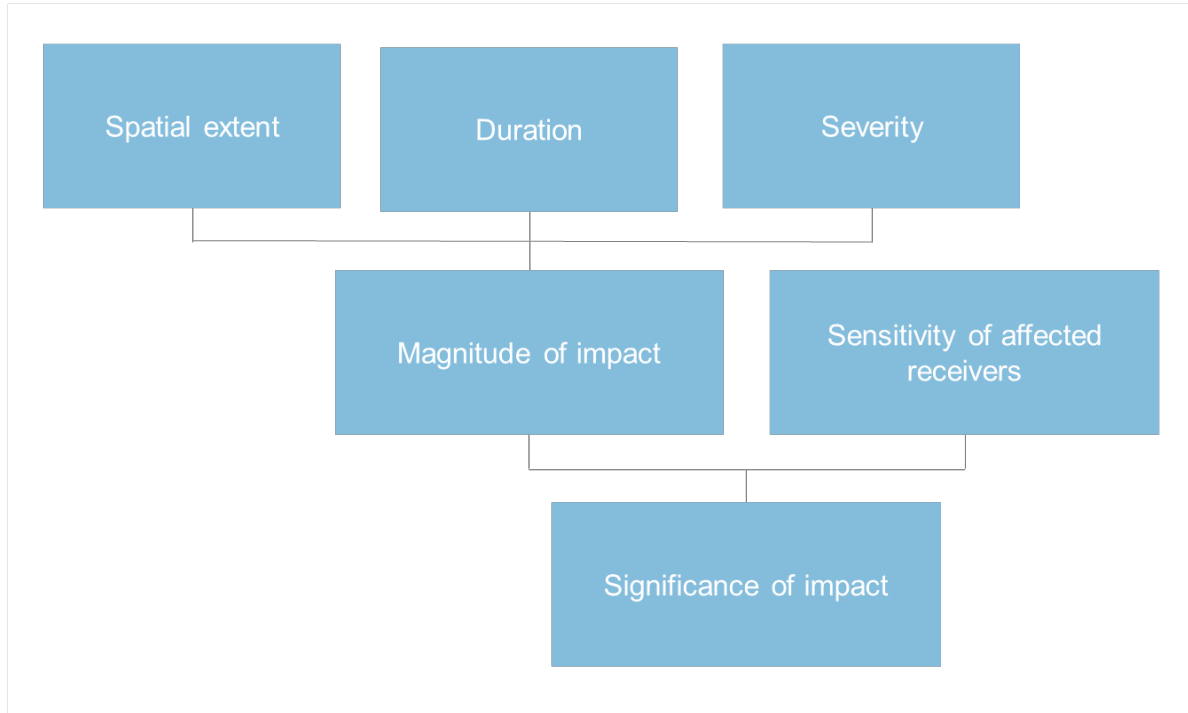 Spatial extent
Duration
Severity
Magnitude of impact
Sensitivity of affected
receivers
Significance of impact